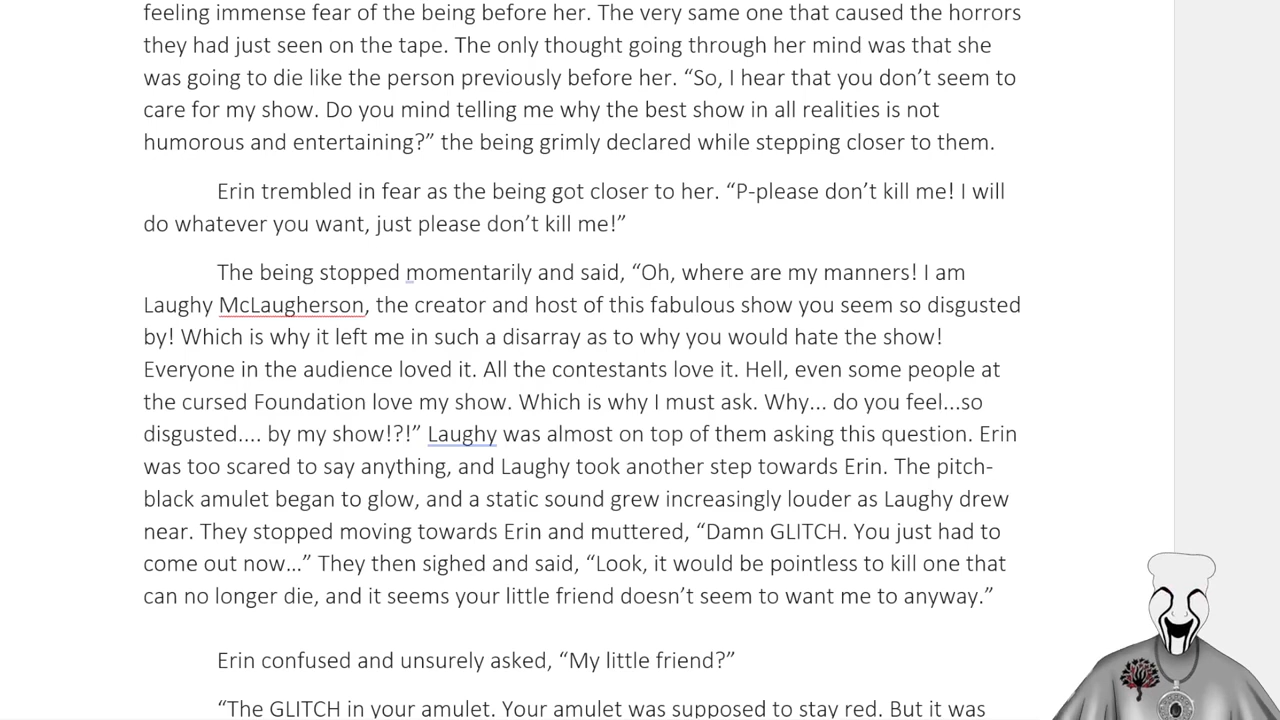 feeling immense fear of the being before her. The very same one that caused the horrors
they had just seen on the tape. The only thought going through her mind was that she
was going to die like the person previously before her. “So, I hear that you don’t seem to
care for my show. Do you mind telling me why the best show in all realities is not
humorous and entertaining?” the being grimly declared while stepping closer to them.
Erin trembled in fear as the being got closer to her. “P-please don’t kill me! I will
do whatever you want, just please don’t kill me!”
The being stopped momentarily and said, “Oh, where are my manners! I am
Laughy McLaugherson, the creator and host of this fabulous show you seem so disgusted
by! Which is why it left me in such a disarray as to why you would hate the show!
Everyone in the audience loved it. All the contestants love it. Hell, even some people at
the cursed Foundation love my show. Which is why I must ask. Why... do you feel...so
disgusted.... by my show!?!” Laughy was almost on top of them asking this question. Erin
was too scared to say anything, and Laughy took another step towards Erin. The pitch-
black amulet began to glow, and a static sound grew increasingly louder as Laughy drew
near. They stopped moving towards Erin and muttered, “Damn GLITCH. You just had to
come out now...” They then sighed and said, “Look, it would be pointless to kill one that
can no longer die, and it seems your little friend doesn’t seem to want me to anyway.”
Erin confused and unsurely asked, “My little friend?”
“The GLITCH in your amulet. Your amulet was supposed to stay red. But it was